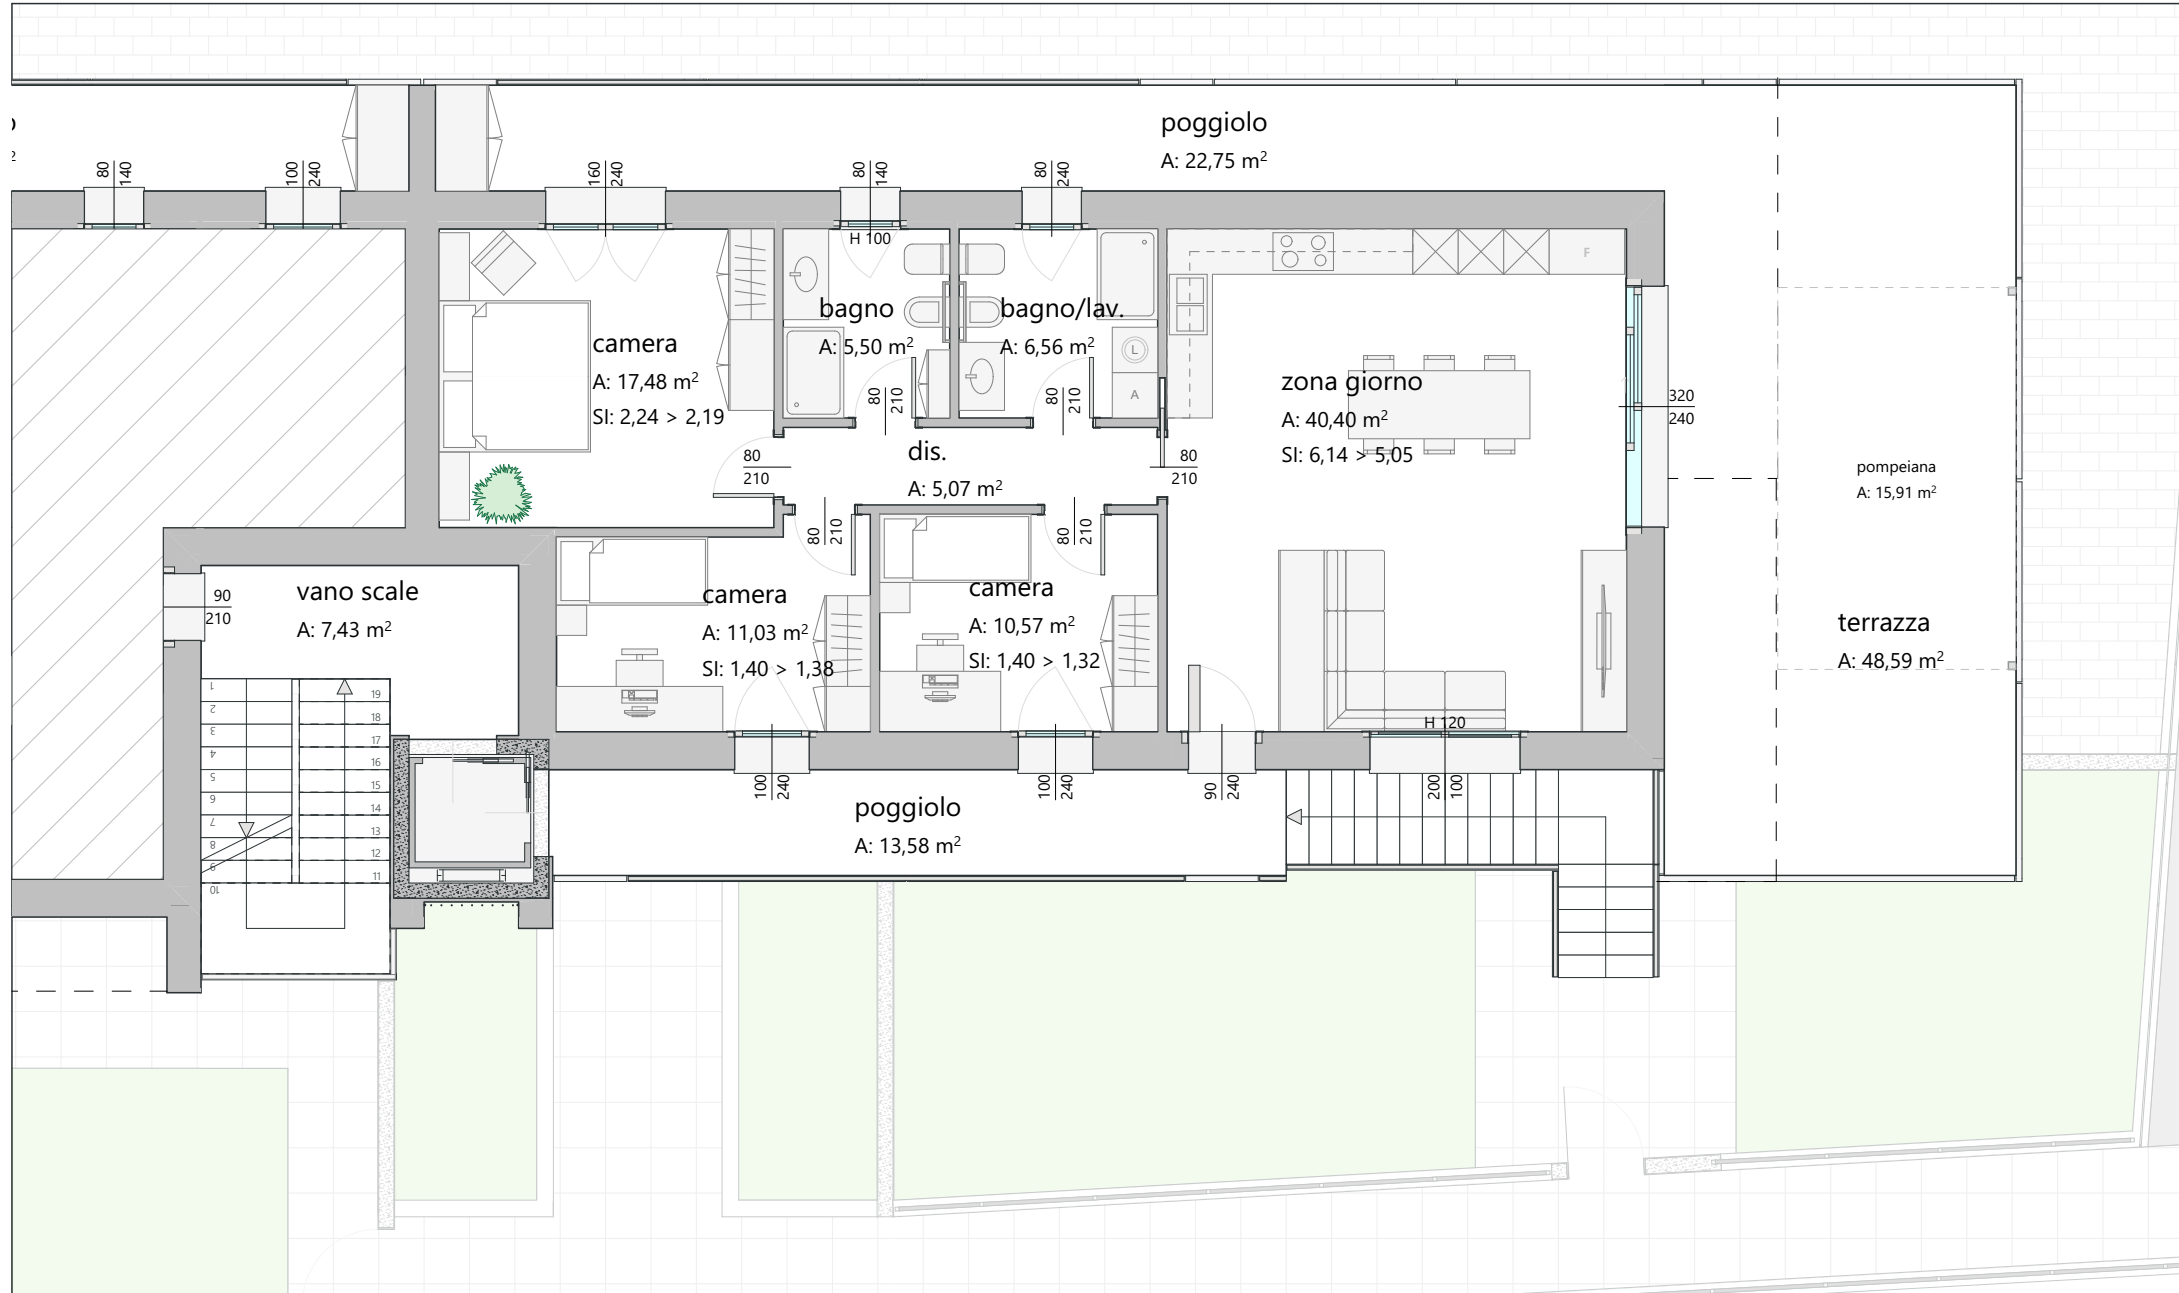 poggiolo
A: 22,75 m²
2
80
140
100
240
160
240
80
140
80
240
H 100
F
bagno
A: 5,50 m²
bagno/lav.
A: 6,56 m²
L
A
camera
A: 17,48 m²
SI: 2,24 > 2,19
zona giorno
A: 40,40 m²
SI: 6,14 > 5,05
320
240
80
210
80
210
dis.
A: 5,07 m²
80
210
80
210
pompeiana
A: 15,91 m²
80
210
80
210
vano scale
A: 7,43 m²
90
210
camera
A: 11,03 m²
SI: 1,40 > 1,38
camera
A: 10,57 m²
SI: 1,40 > 1,32
terrazza
A: 48,59 m²
H 120
1
2
3
4
5
6
7
8
9
10
19
18
17
16
15
14
13
12
11
100
240
100
240
90
240
200
100
poggiolo
A: 13,58 m²